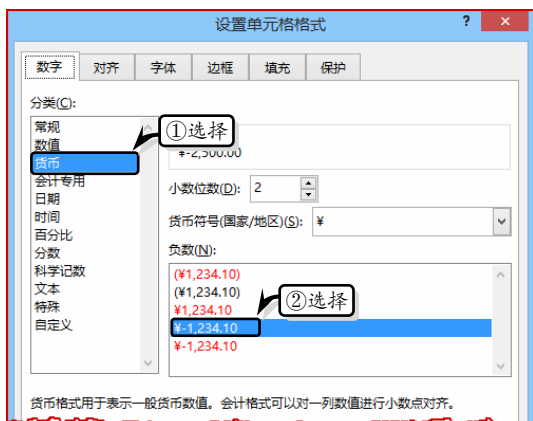 设置单元格格式
? ×
数字 对齐 字体 边框 填充 保护
分类(C):
常规
数值
货币
会计专用
日期
时间
百分比
分数
科学记数
文本
特殊
自定义
①选择
¥-2,500.00
小数位数(D): 2
货币符号(国家/地区)(S): ¥
负数(N):
(¥1,234.10)
(¥1,234.10)
¥1,234.10
¥-1,234.10
¥-1,234.10
②选择
货币格式用于表示一般货币数值。会计格式可以对一列数值进行小数点对齐。